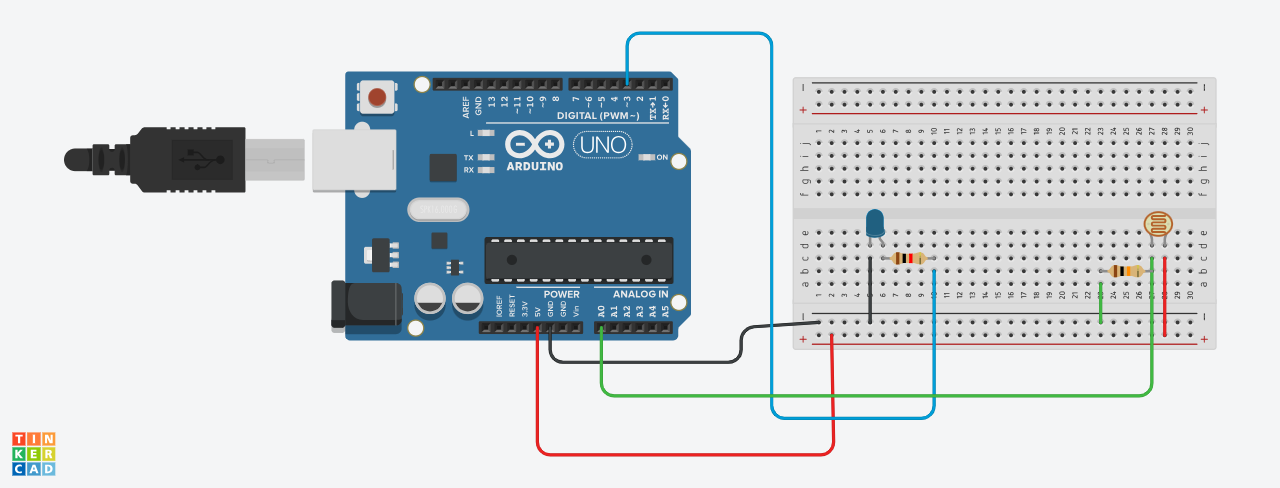 AREF
GND
13
12
~11
~10
~9
8
7
~6
~5
4
~3
2
TX→1
RX←0
DIGITAL (PWM~)
L
TX
RX
ARDUINO
UNO
ON
POWER
ANALOG IN
IOREF
RESET
3.3V
5V
GND
GND
Vin
A0
A1
A2
A3
A4
A5
− −
+ +
1 2 3 4 5 6 7 8 9 10 11 12 13 14 15 16 17 18 19 20 21 22 23 24 25 26 27 28 29 30
j j
i i
h h
g g
f f
e e
d d
c c
b b
a a
1 2 3 4 5 6 7 8 9 10 11 12 13 14 15 16 17 18 19 20 21 22 23 24 25 26 27 28 29 30
− −
+ +
TIN
KER
CAD